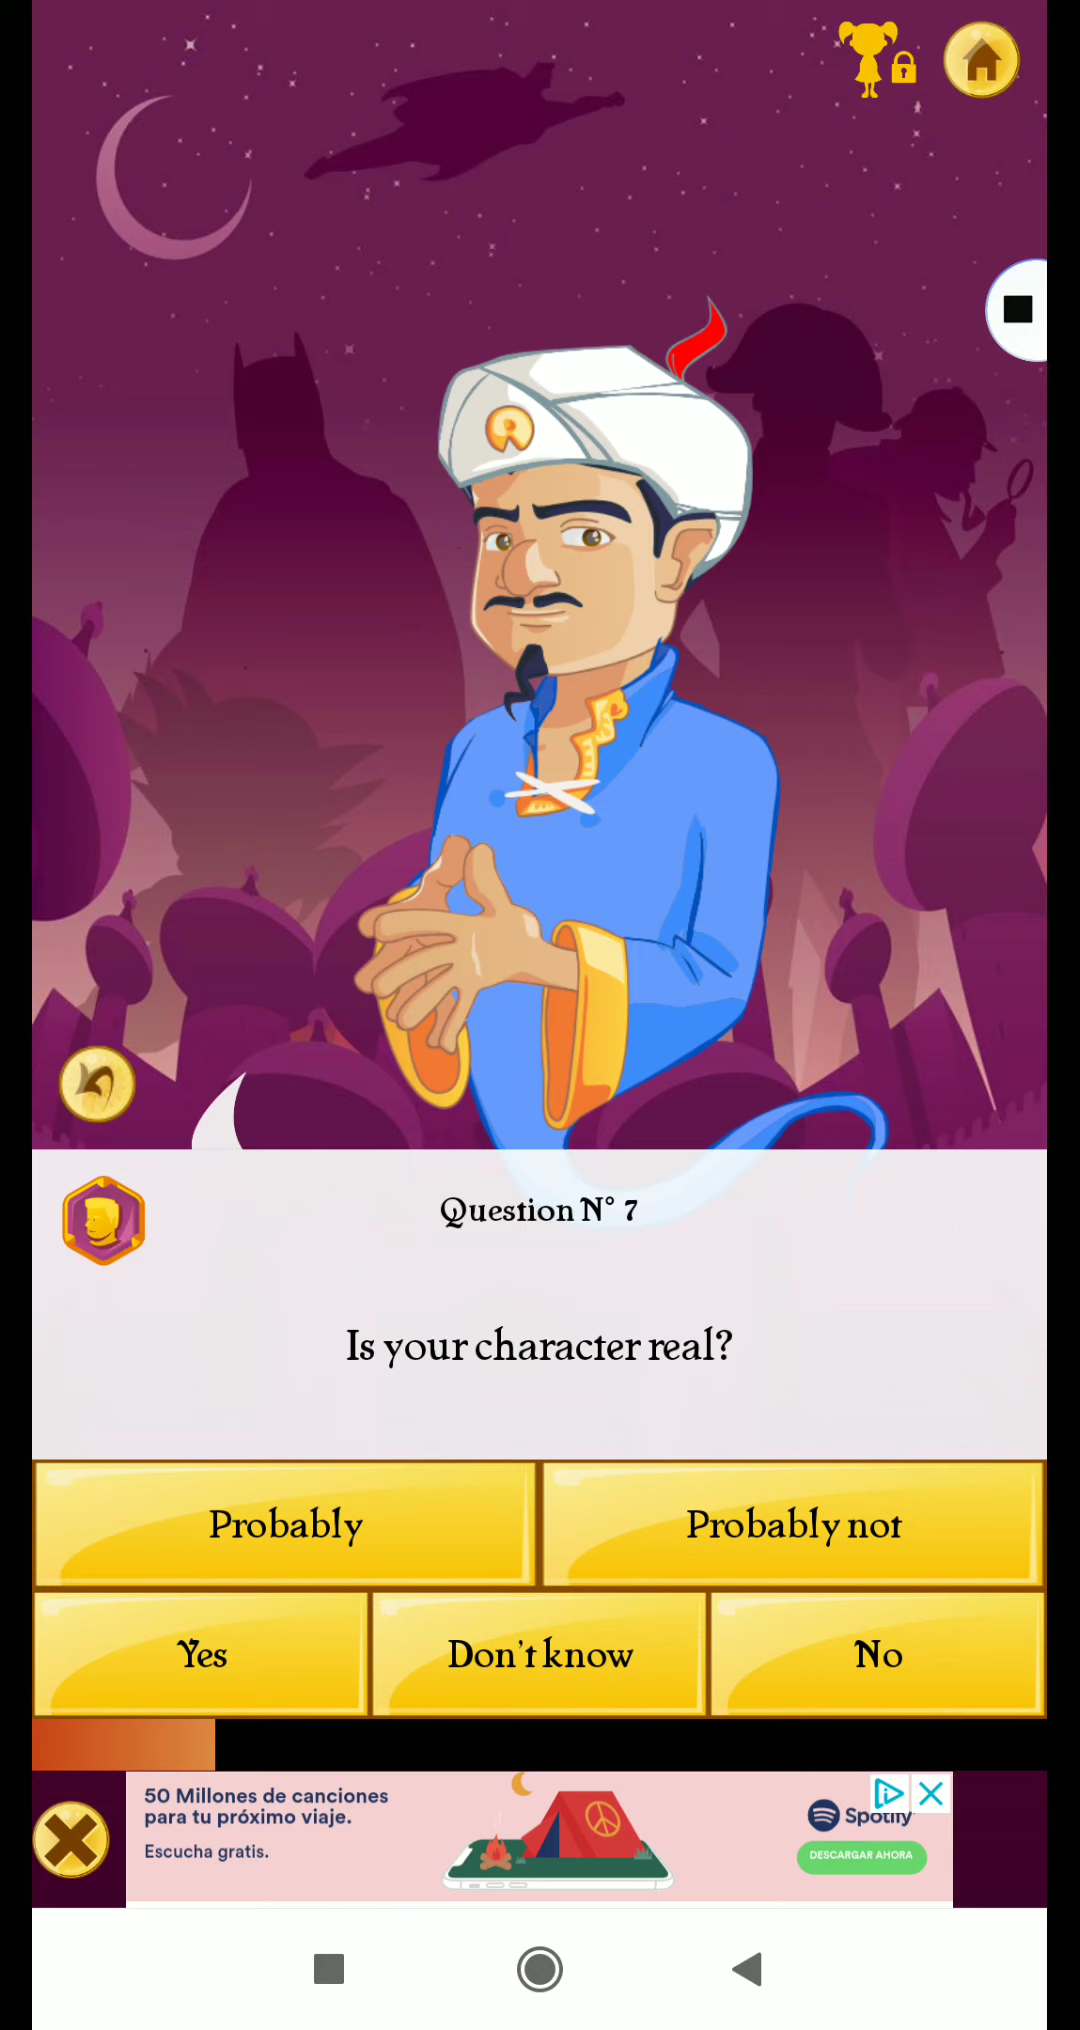 Question N° 7
Is your character real?
Probably
Probably not
Yes
Don't know
No
50 Millones de canciones
para tu próximo viaje.
Escucha gratis.
Spotify
DESCARGAR AHORA